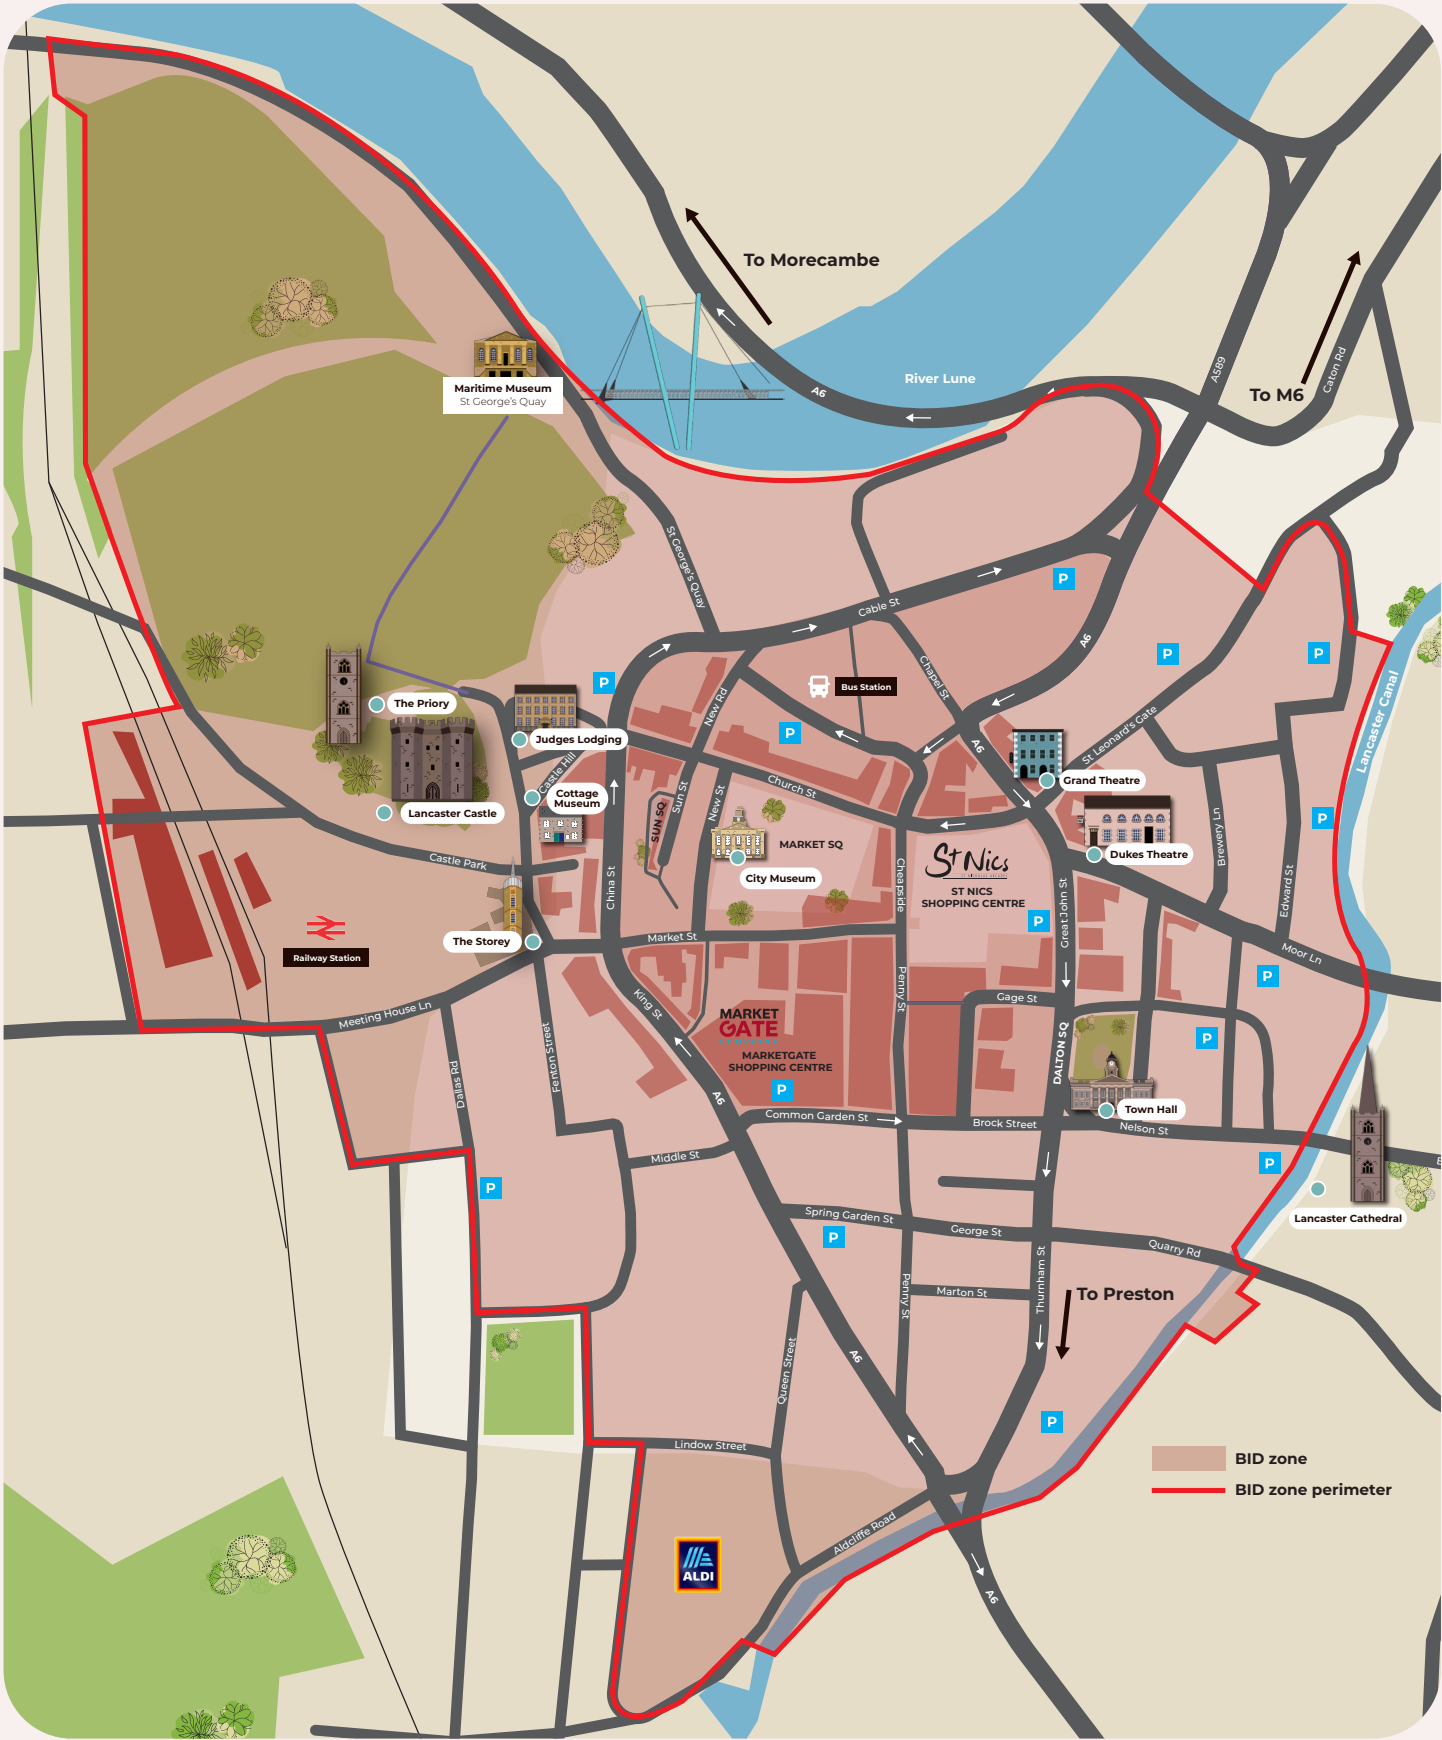 To Morecambe
A6
River Lune
A589
Caton Rd
To M6
Maritime Museum
St George's Quay
St George's Quay
P
Cable St
A6
P
P
P
Chapel St
Bus Station
New Rd
The Priory
P
A6
St Leonard's Gate
Lancaster Canal
Judges Lodging
Castle Hill
Grand Theatre
Church St
Cottage
Museum
Sun St
New St
Lancaster Castle
SUN SQ
MARKET SQ
St Nics
ST NICS
SHOPPING CENTRE
Dukes Theatre
Brewery Ln
P
Castle Park
City Museum
China St
Cheapside
Great John St
Edward St
P
The Storey
Market St
Moor Ln
Railway Station
P
Penny St
Gage St
King St
Meeting House Ln
MARKET
GATE
MARKETGATE
SHOPPING CENTRE
P
DALTON SQ
P
Dallas Rd
Fenton Street
A6
Common Garden St
Brock Street
Town Hall
Nelson St
Middle St
P
P
Lancaster Cathedral
Spring Garden St
P
George St
Quarry Rd
Penny St
Marton St
Thurnham St
To Preston
Queen Street
A6
P
Lindow Street
BID zone
BID zone perimeter
Aldcliffe Road
ALDI
A6